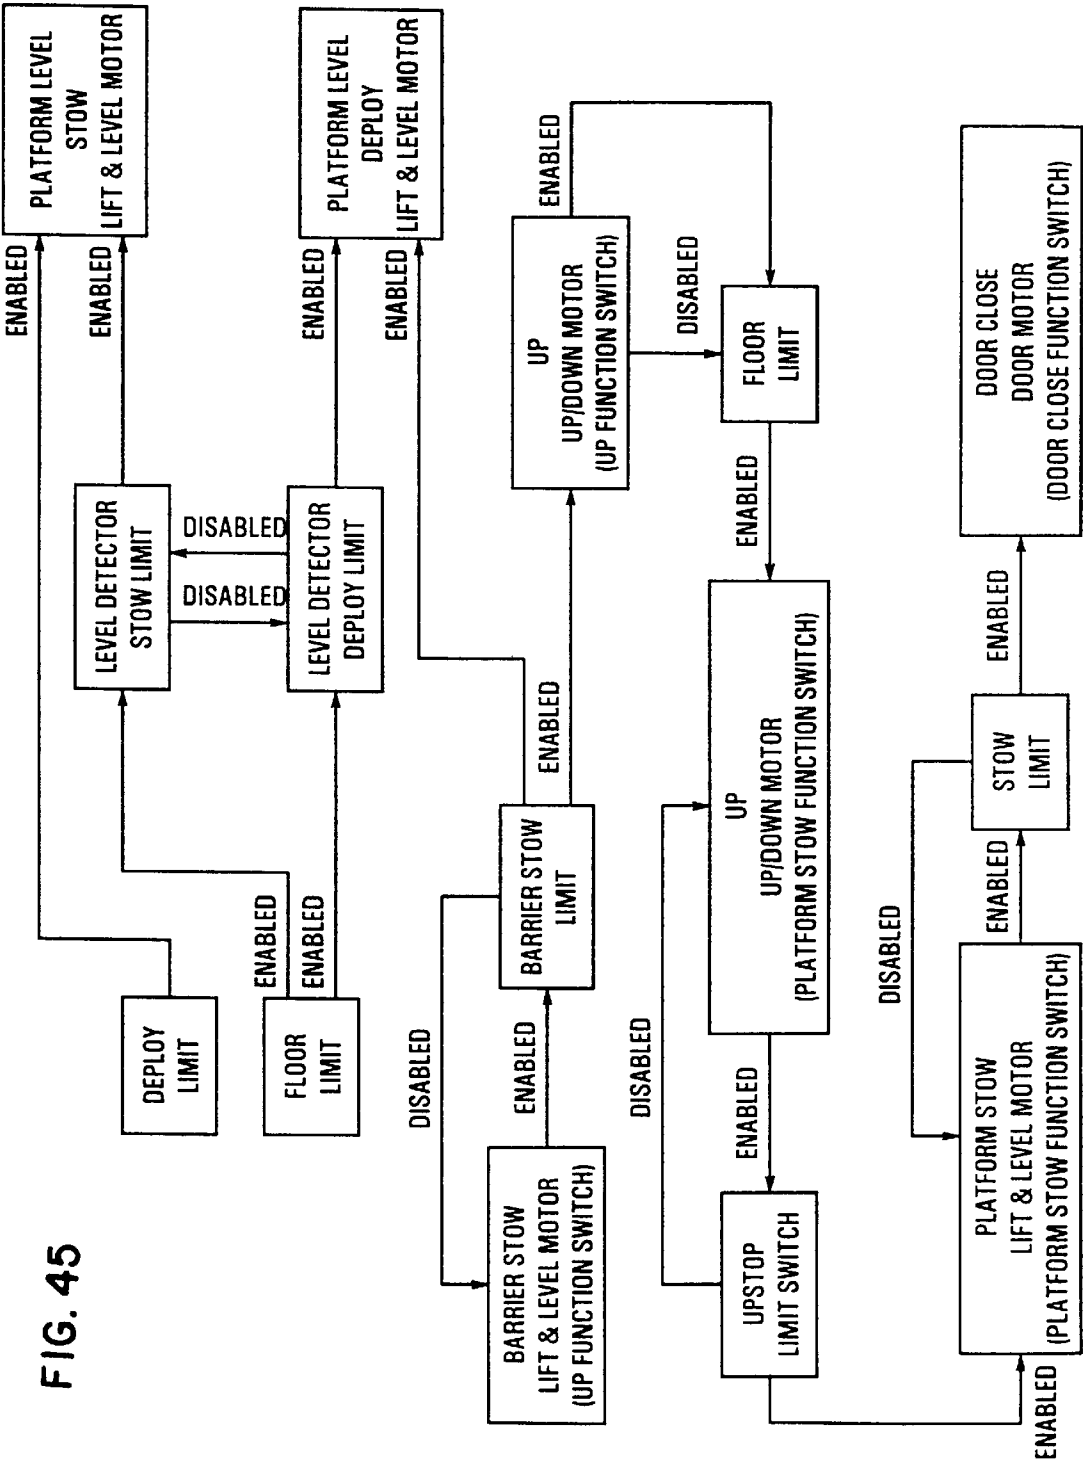 FIG. 45
DEPLOY
LIMIT
ENABLED
PLATFORM LEVEL
STOW
LIFT & LEVEL MOTOR
FLOOR
LIMIT
ENABLED
ENABLED
LEVEL DETECTOR
STOW LIMIT
ENABLED
DISABLED
DISABLED
LEVEL DETECTOR
DEPLOY LIMIT
ENABLED
PLATFORM LEVEL
DEPLOY
LIFT & LEVEL MOTOR
ENABLED
BARRIER STOW
LIFT & LEVEL MOTOR
(UP FUNCTION SWITCH)
DISABLED
ENABLED
BARRIER STOW
LIMIT
ENABLED
UP
UP/DOWN MOTOR
(UP FUNCTION SWITCH)
ENABLED
DISABLED
FLOOR
LIMIT
ENABLED
UP
UP/DOWN MOTOR
(PLATFORM STOW FUNCTION SWITCH)
DISABLED
ENABLED
UPSTOP
LIMIT SWITCH
ENABLED
PLATFORM STOW
LIFT & LEVEL MOTOR
(PLATFORM STOW FUNCTION SWITCH)
DISABLED
ENABLED
STOW
LIMIT
ENABLED
DOOR CLOSE
DOOR MOTOR
(DOOR CLOSE FUNCTION SWITCH)